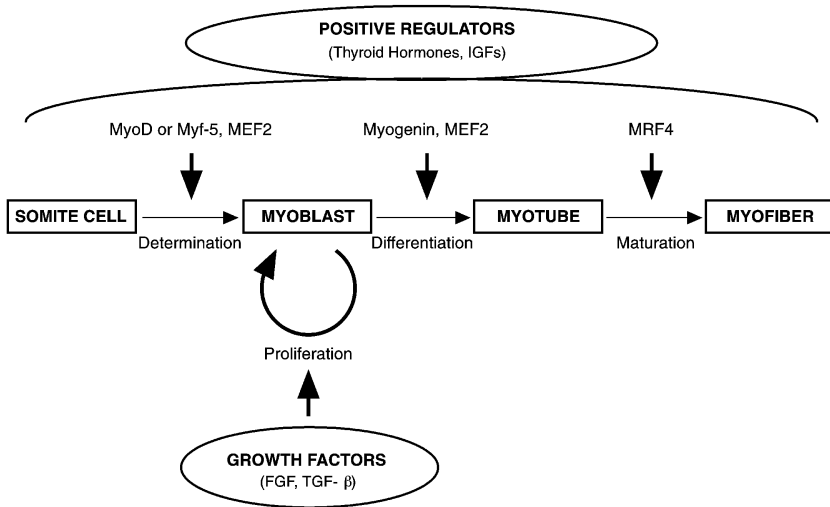 POSITIVE REGULATORS
(Thyroid Hormones, IGFs)
MyoD or Myf-5, MEF2
Myogenin, MEF2
MRF4
SOMITE CELL
MYOBLAST
MYOTUBE
MYOFIBER
Determination
Differentiation
Maturation
Proliferation
GROWTH FACTORS
(FGF, TGF- β)